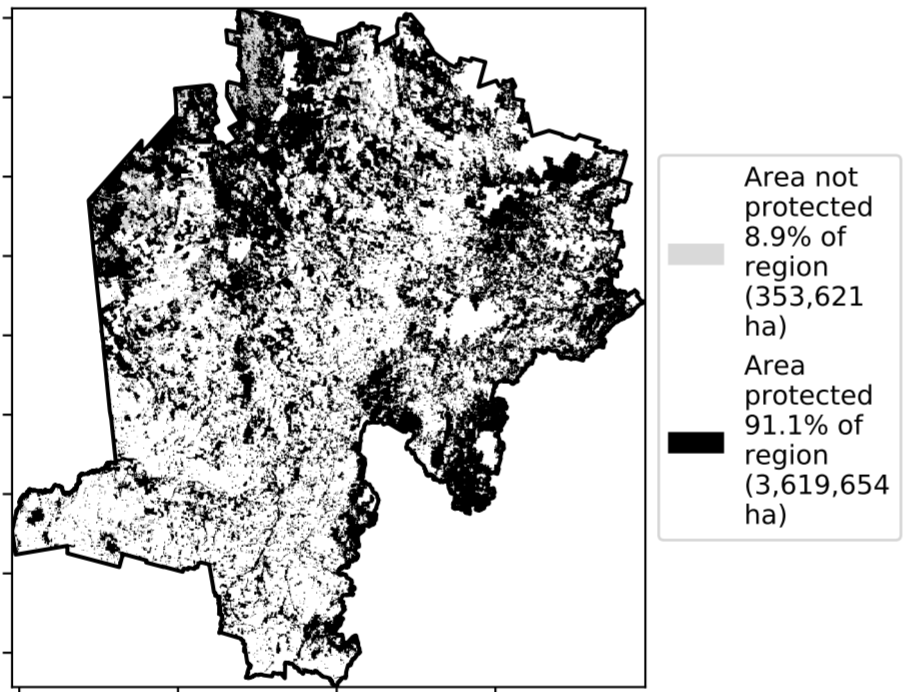 Area not
protected
8.9% of
region
(353,621
ha)
Area
protected
91.1% of
region
(3,619,654
ha)